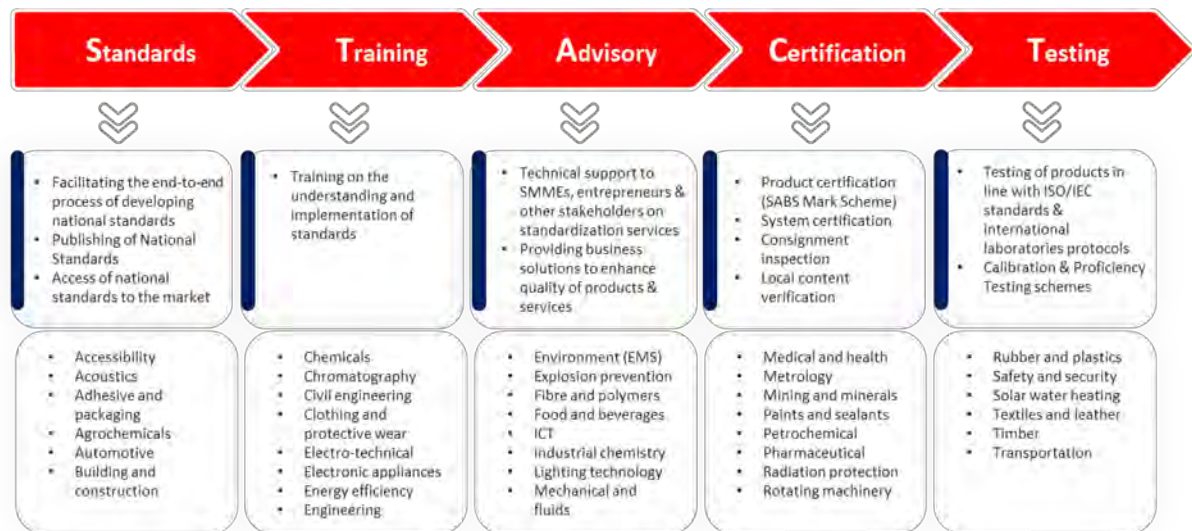 Standards
Training
Advisory
Certification
Testing
• Facilitating the end-to-end
process of developing
national standards
• Publishing of National
Standards
• Access of national
standards to the market
• Training on the
understanding and
implementation of
standards
• Technical support to
SMMEs, entrepreneurs &
other stakeholders on
standardization services
• Providing business
solutions to enhance
quality of products &
services
• Product certification
(SABS Mark Scheme)
• System certification
• Consignment
inspection
• Local content
verification
• Testing of products in
line with ISO/IEC
standards &
international
laboratories protocols
• Calibration & Proficiency
Testing schemes
• Accessibility
• Acoustics
• Adhesive and
packaging
• Agrochemicals
• Automotive
• Building and
construction
• Chemicals
• Chromatography
• Civil engineering
• Clothing and
protective wear
• Electro-technical
• Electronic appliances
• Energy efficiency
• Engineering
• Environment (EMS)
• Explosion prevention
• Fibre and polymers
• Food and beverages
• ICT
• Industrial chemistry
• Lighting technology
• Mechanical and
fluids
• Medical and health
• Metrology
• Mining and minerals
• Paints and sealants
• Petrochemical
• Pharmaceutical
• Radiation protection
• Rotating machinery
• Rubber and plastics
• Safety and security
• Solar water heating
• Textiles and leather
• Timber
• Transportation